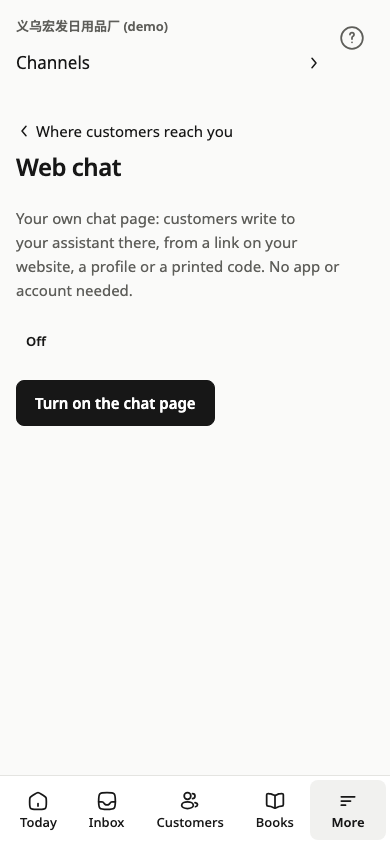 义乌宏发日用品厂 (demo)
Channels
Where customers reach you
Web chat
Your own chat page: customers write to
your assistant there, from a link on your
website, a profile or a printed code. No app or
account needed.
Off
Turn on the chat page
Today
Inbox
Customers
Books
More